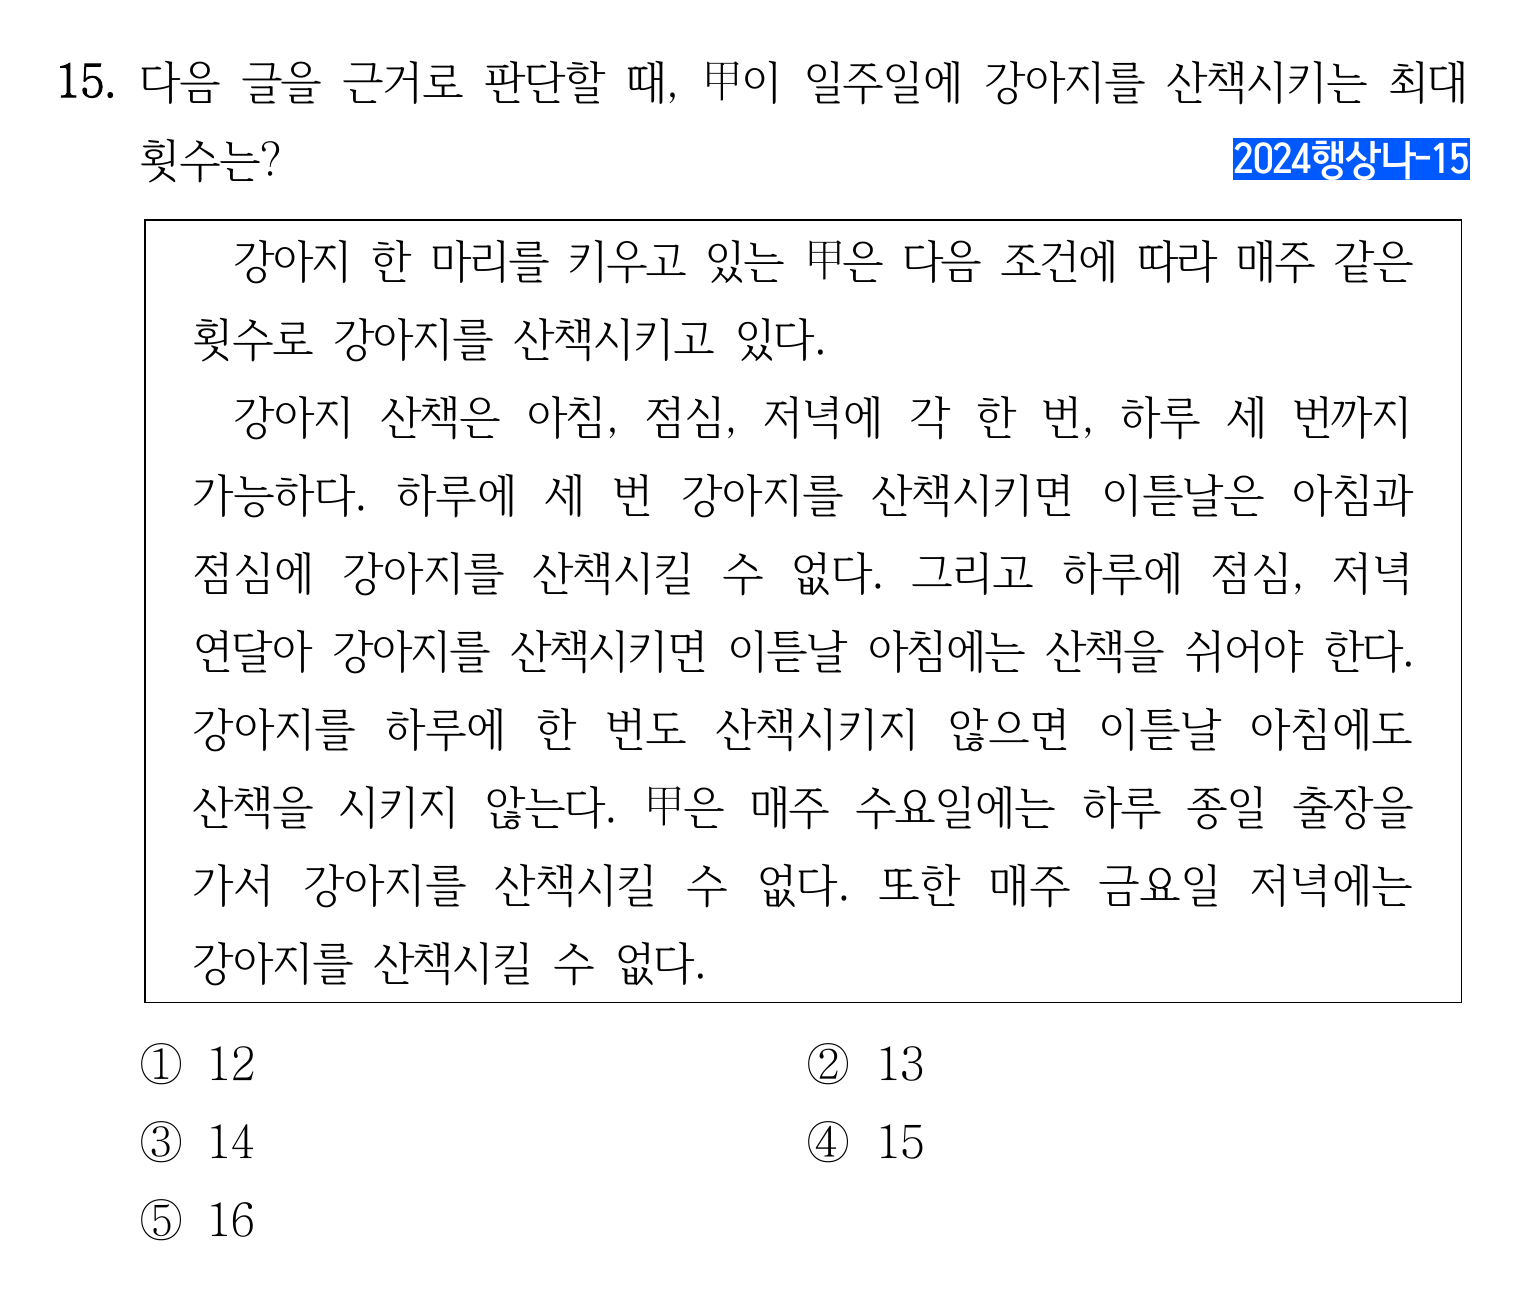 15. 다음 글을 근거로 판단할 때, 甲이 일주일에 강아지를 산책시키는 최대
횟수는?
2024행상나-15
강아지 한 마리를 키우고 있는 甲은 다음 조건에 따라 매주 같은
횟수로 강아지를 산책시키고 있다.
강아지 산책은 아침, 점심, 저녁에 각 한 번, 하루 세 번까지
가능하다. 하루에 세 번 강아지를 산책시키면 이튿날은 아침과
점심에 강아지를 산책시킬 수 없다. 그리고 하루에 점심, 저녁
연달아 강아지를 산책시키면 이튿날 아침에는 산책을 쉬어야 한다.
강아지를 하루에 한 번도 산책시키지 않으면 이튿날 아침에도
산책을 시키지 않는다. 甲은 매주 수요일에는 하루 종일 출장을
가서 강아지를 산책시킬 수 없다. 또한 매주 금요일 저녁에는
강아지를 산책시킬 수 없다.
① 12
② 13
③ 14
④ 15
⑤ 16